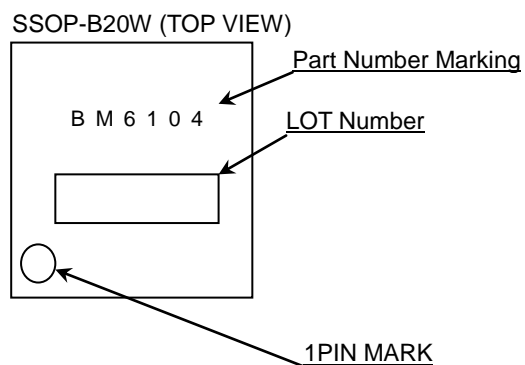 SSOP-B20W (TOP VIEW)
Part Number Marking
B M 6 1 0 4
LOT Number
1PIN MARK